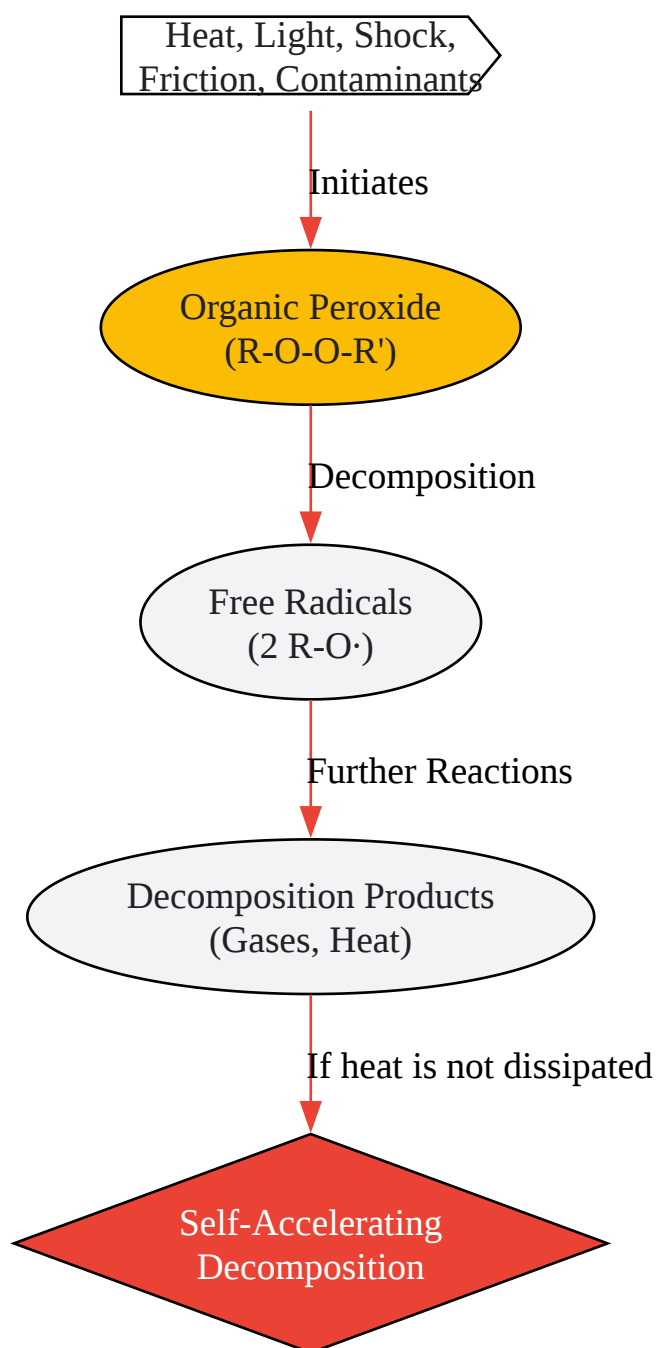 Heat, Light, Shock,
Friction, Contaminants
Initiates
Organic Peroxide
(R-O-O-R')
Decomposition
Free Radicals
(2 R-O·)
Further Reactions
Decomposition Products
(Gases, Heat)
If heat is not dissipated
Self-Accelerating
Decomposition